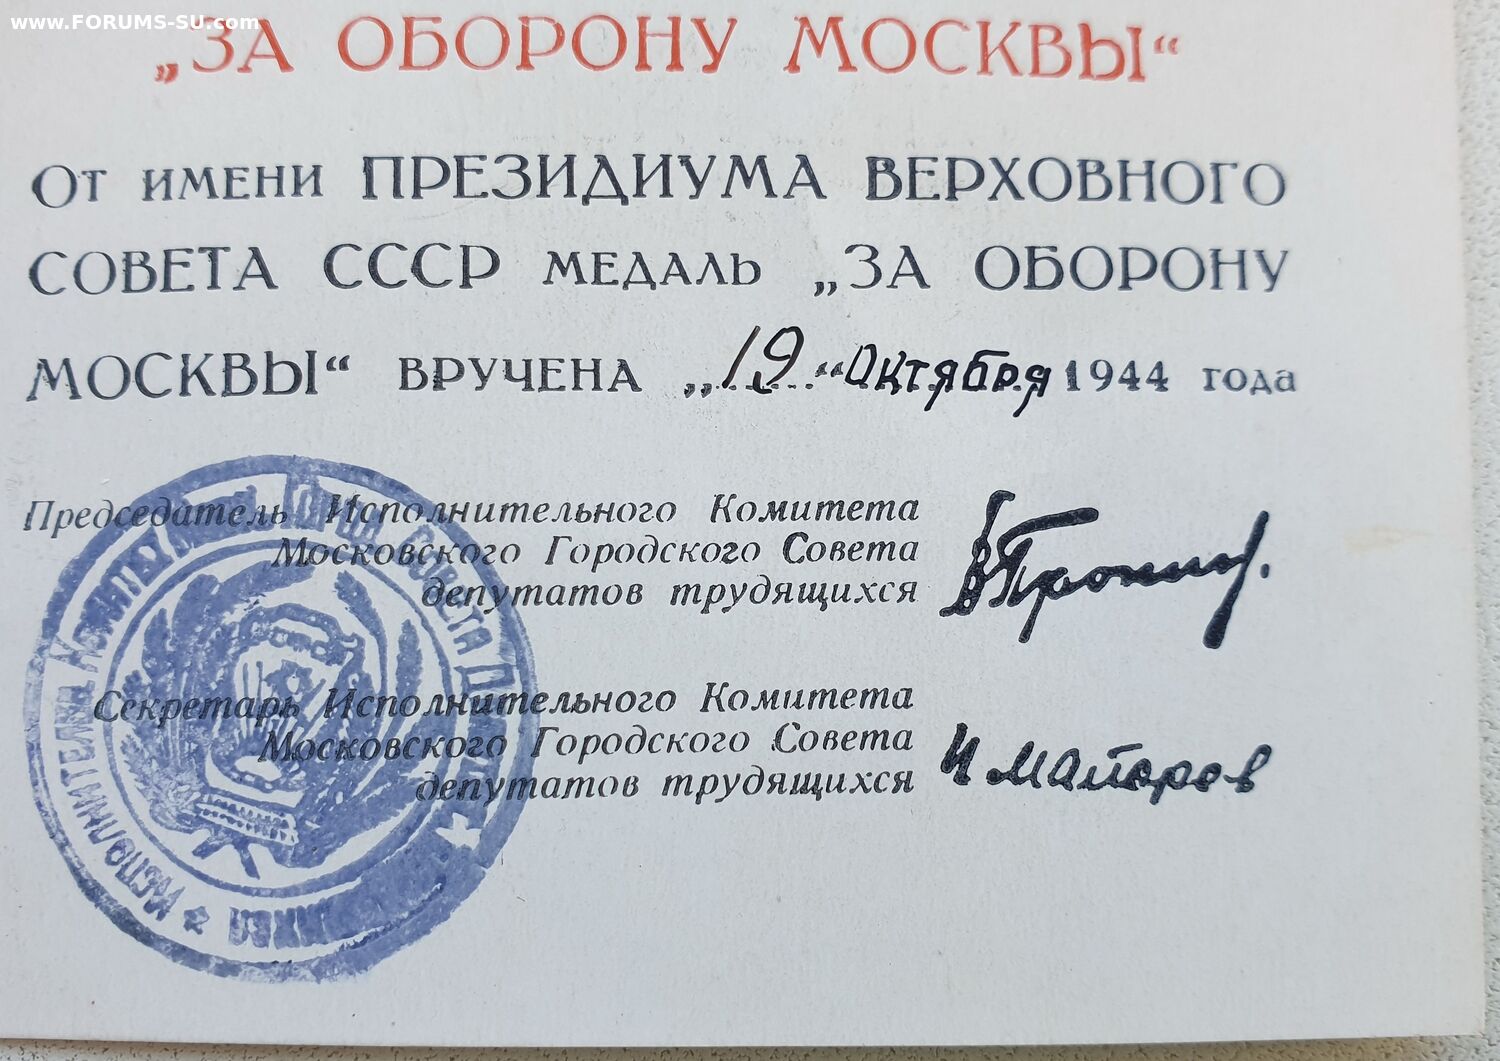 www.FORUMS-SU.com
„ЗА ОБОРОНУ МОСКВЫ“
От имени ПРЕЗИДИУМА ВЕРХОВНОГО
СОВЕТА СССР МЕДАЛЬ „ЗА ОБОРОНУ
МОСКВЫ“ ВРУЧЕНА „19“ Октября 1944 года
Председатель Исполнительного Комитета
Московского Городского Совета
депутатов трудящихся
В Пронин.
Секретарь Исполнительного Комитета
Московского Городского Совета
депутатов трудящихся
И Майоров